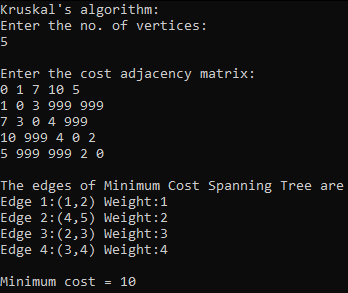 Kruskal's algorithm:
Enter the no. of vertices:
5
Enter the cost adjacency matrix:
0 1 7 10 5
1 0 3 999 999
7 3 0 4 999
10 999 4 0 2
5 999 999 2 0
The edges of Minimum Cost Spanning Tree are
Edge 1:(1,2) Weight:1
Edge 2:(4,5) Weight:2
Edge 3:(2,3) Weight:3
Edge 4:(3,4) Weight:4
Minimum cost = 10